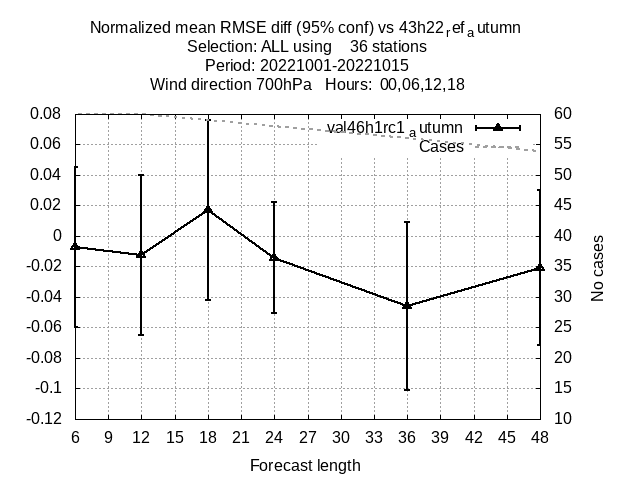 Normalized mean RMSE diff (95% conf) vs 43h22ref autumn
Selection: ALL using 36 stations
Period: 20221001-20221015
Wind direction 700hPa Hours: 00,06,12,18
val46h1rc1autumn
Cases
0.08
0.06
0.04
0.02
0
-0.02
-0.04
-0.06
-0.08
-0.1
-0.12
60
55
50
45
40
35
30
25
20
15
10
No cases
6 9 12 15 18 21 24 27 30 33 36 39 42 45 48
Forecast length